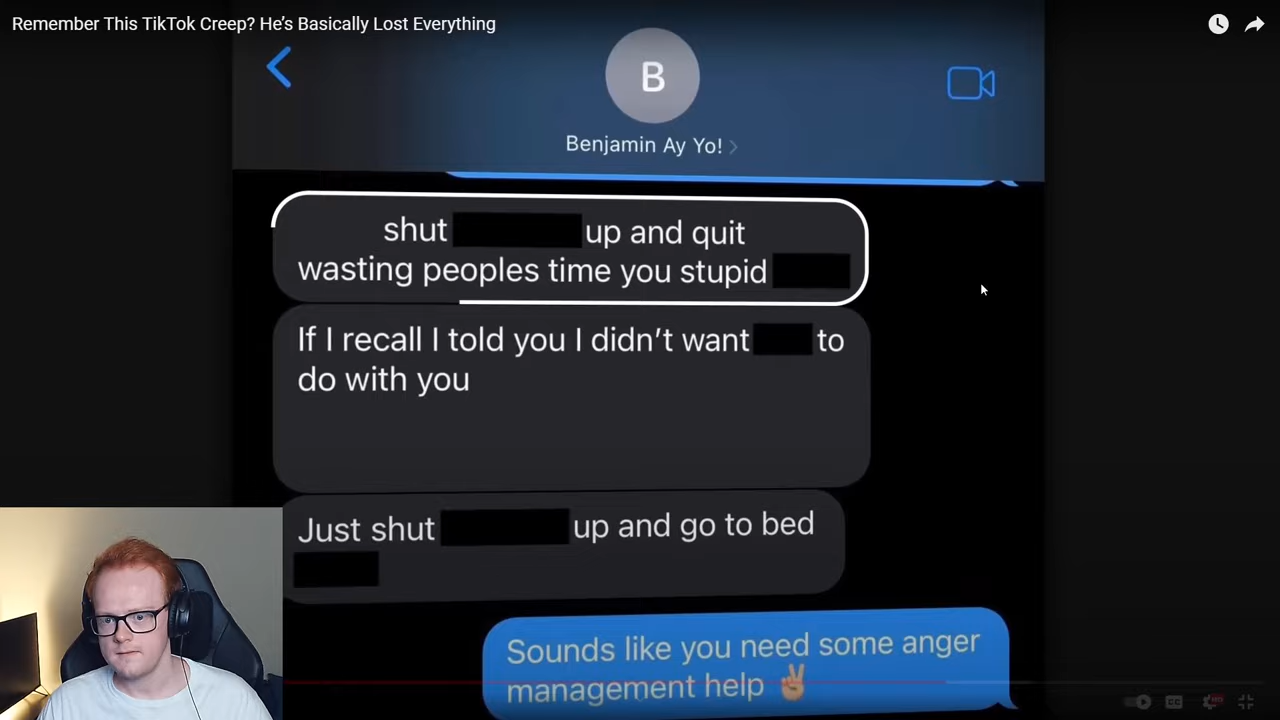 Remember This TikTok Creep? He's Basically Lost Everything
B
Benjamin Ay Yo!
shut up and quit
wasting peoples time you stupid
If I recall I told you I didn't want to
do with you
Just shut up and go to bed
Sounds like you need some anger
management help ✌
CC
HD